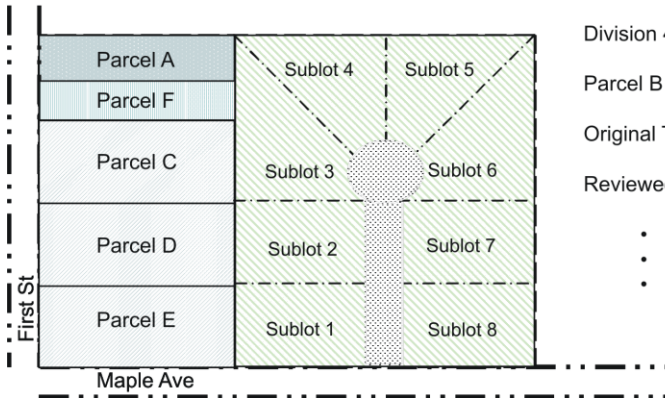 Parcel A
Parcel F
Parcel C
Parcel D
Parcel E
First St
Maple Ave
Sublot 4
Sublot 5
Sublot 3
Sublot 6
Sublot 2
Sublot 7
Sublot 1
Sublot 8
Division
Parcel B
Original